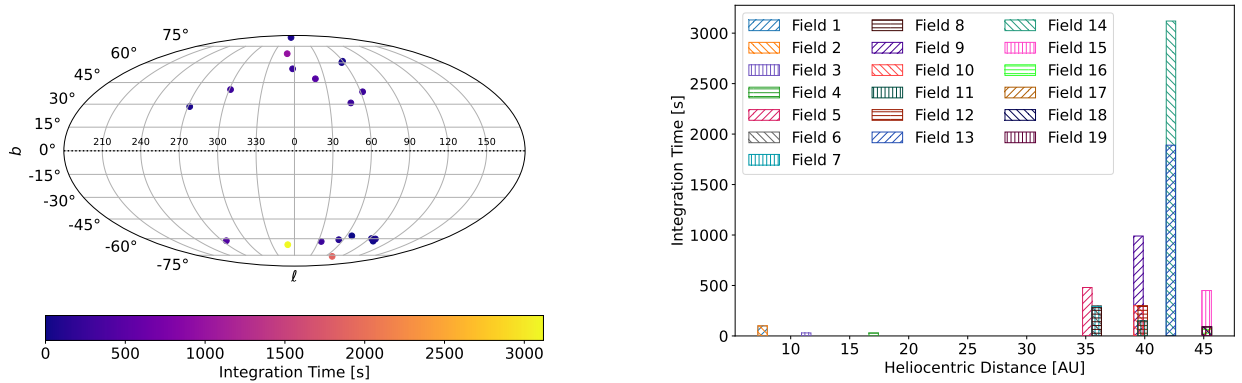 75°
60°
45°
30°
15°
0°
-15°
-30°
-45°
-60°
-75°
b
210 240 270 300 330 0 30 60 90 120 150
ℓ
0 500 1000 1500 2000 2500 3000
Integration Time [s]
3000
2500
2000
1500
1000
500
0
Integration Time [s]
Field 1 Field 8 Field 14
Field 2 Field 9 Field 15
Field 3 Field 10 Field 16
Field 4 Field 11 Field 17
Field 5 Field 12 Field 18
Field 6 Field 13 Field 19
Field 7
10 15 20 25 30 35 40 45
Heliocentric Distance [AU]